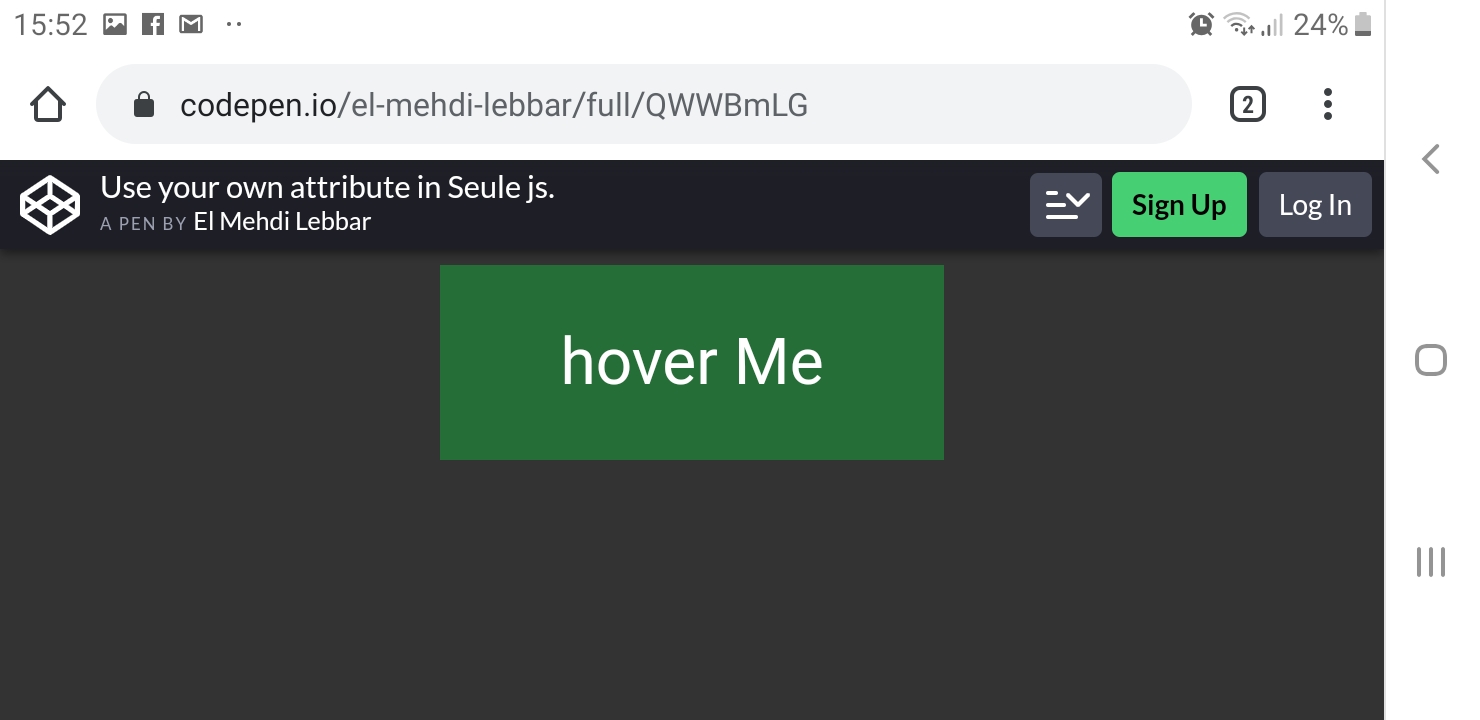 15:52 24%
codepen.io/el-mehdi-lebbar/full/QWWBmLG 2
Use your own attribute in Seule js.
A PEN BY El Mehdi Lebbar
Sign Up Log In
hover Me